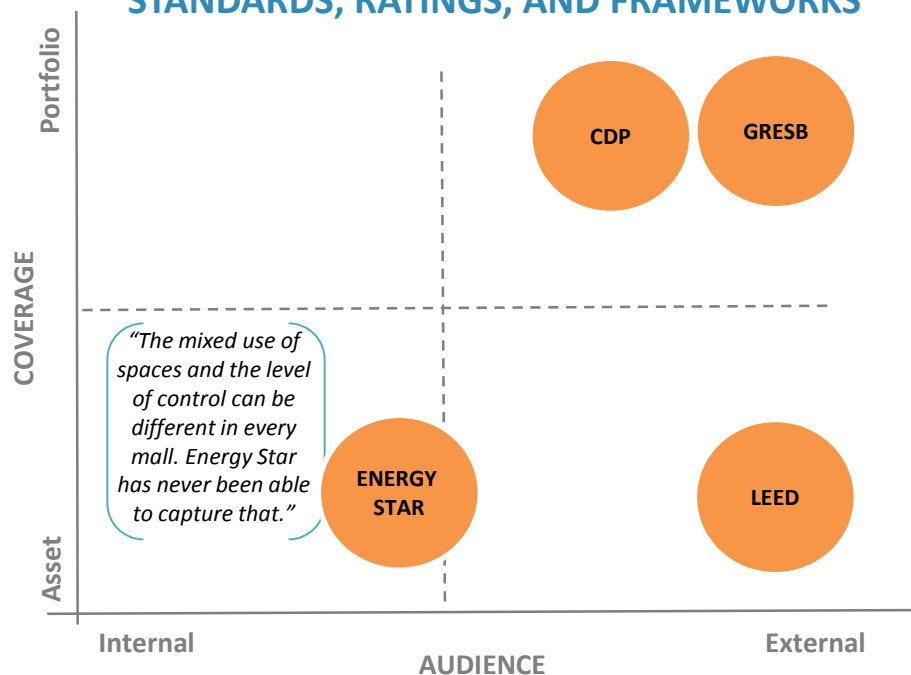 STANDARDS, RATINGS, AND FRAMEWORKS
Portfolio
CDP
GRESB
COVERAGE
“The mixed use of
spaces and the level
of control can be
different in every
mall. Energy Star
has never been able
to capture that.”
ENERGY
STAR
LEED
Asset
Internal
External
AUDIENCE